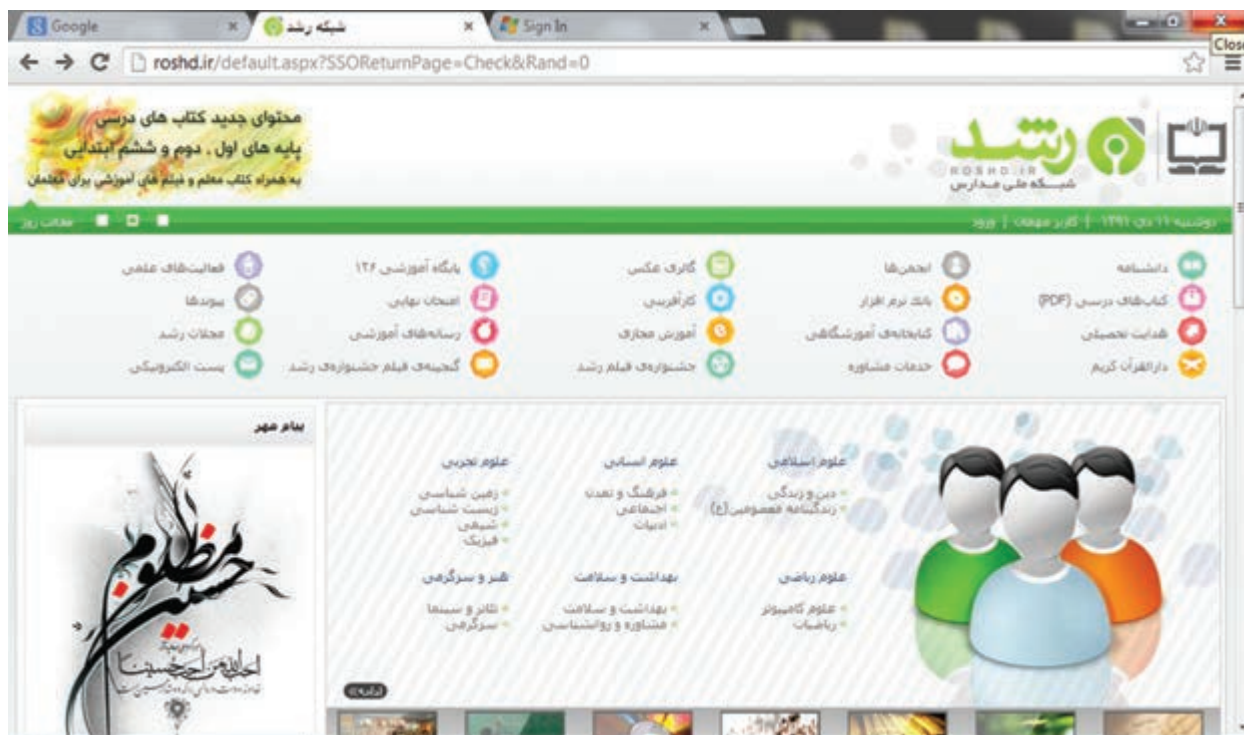 Google
شبکه رشد
Sign In
Close
roshd.ir/default.aspx?SSOReturnPage=Check&Rand=0
محتوای جدید کتاب های درسی
پایه های اول ، دوم و ششم ابتدایی
به همراه کتاب معلم و فیلم های آموزشی برای معلمان
رشد
ROSHD.IR
شبکه ملی مدارس
دوشنبه ۱۱ دی ۱۳۹۱ | کاربر مهمان | ورود
مطالب روز
دانشنامه
انجمن‌ها
گالری عکس
پایگاه آموزشی ۱۲۶
فعالیت‌های علمی
کتاب‌های درسی (PDF)
بانک نرم افزار
کارآفرینی
امتحان نهایی
پیوندها
هدایت تحصیلی
کتابخانه‌ی آموزشگاهی
آموزش مجازی
رسانه‌های آموزشی
مجلات رشد
دارالقرآن کریم
خدمات مشاوره
جشنواره‌ی فیلم رشد
گنجینه‌ی فیلم جشنواره‌ی رشد
پست الکترونیکی
علوم اسلامی
دین و زندگی
زندگینامه معصومین(ع)
علوم انسانی
فرهنگ و تمدن
اجتماعی
ادبیات
علوم تجربی
زمین شناسی
زیست شناسی
شیمی
فیزیک
علوم ریاضی
علوم کامپیوتر
ریاضیات
بهداشت و سلامت
بهداشت و سلامت
مشاوره و روانشناسی
هنر و سرگرمی
تئاتر و سینما
سرگرمی
ادامه»
پیام مهر
حسین مظلوم
احب الله من احب حسینا